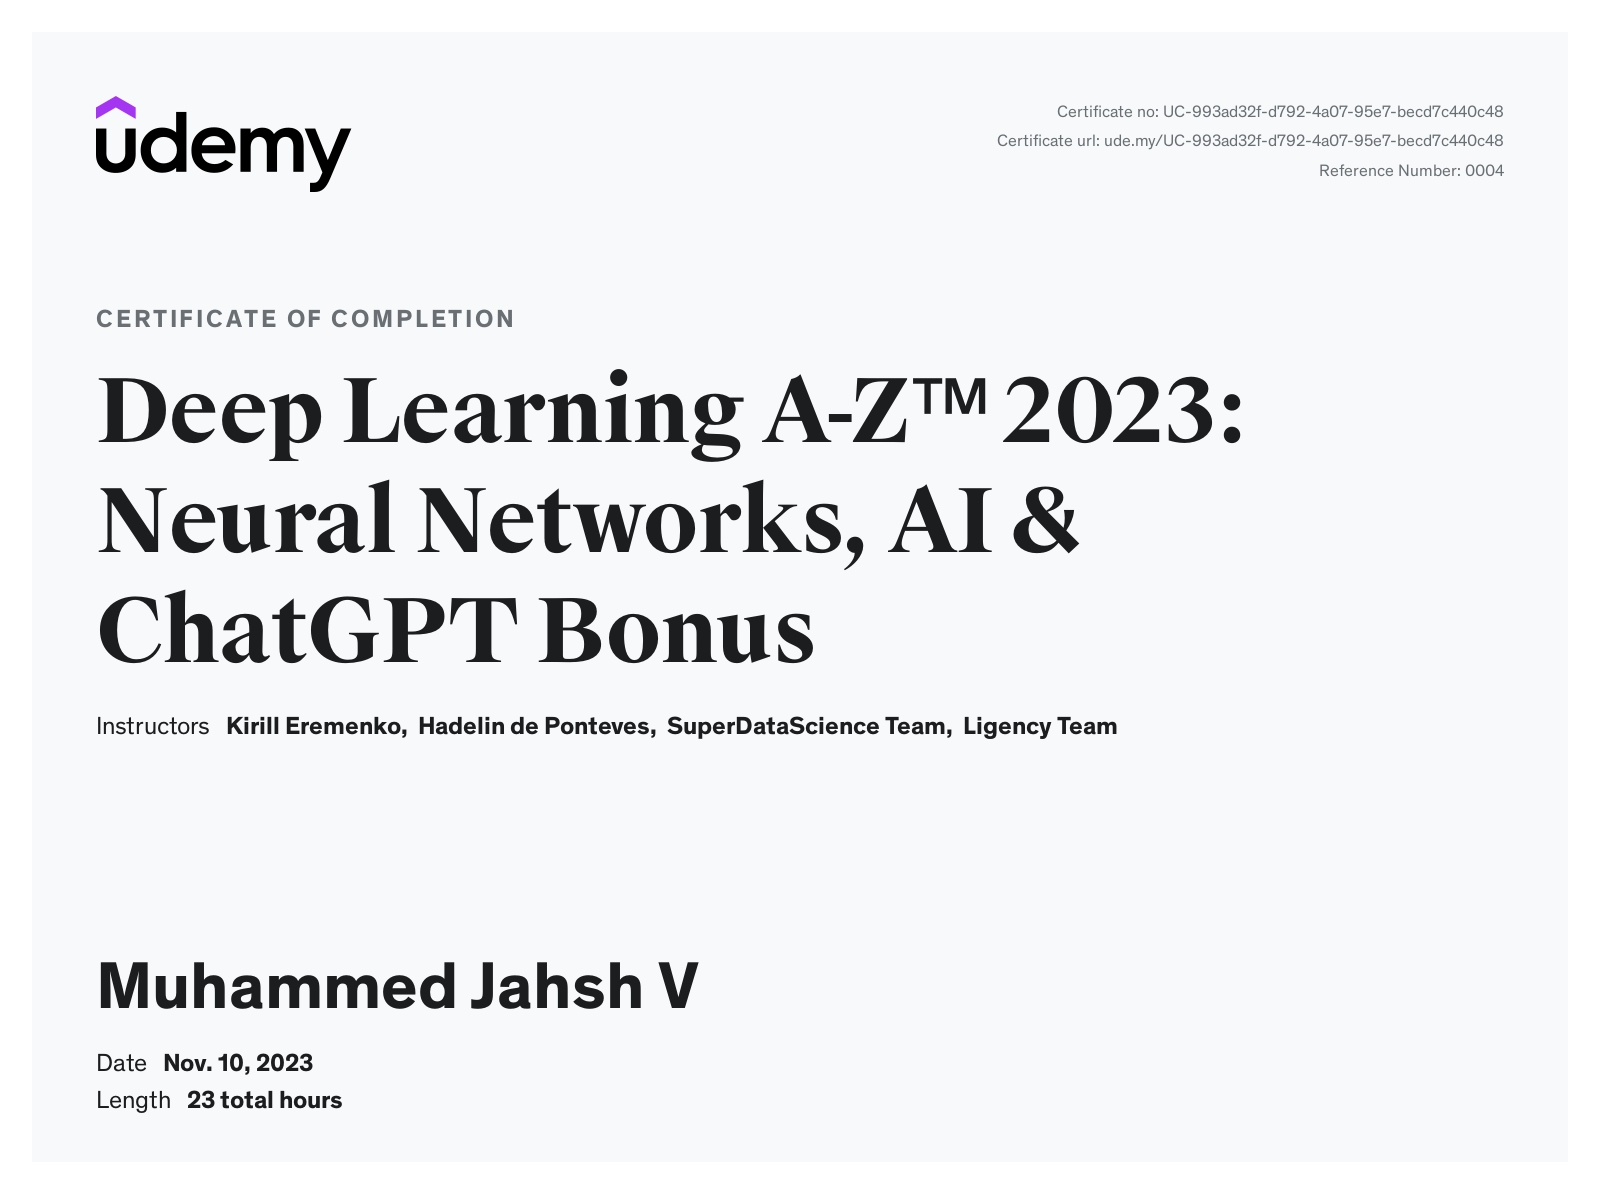 udemy
Certificate no: UC-993ad32f-d792-4a07-95e7-becd7c440c48
Certificate url: ude.my/UC-993ad32f-d792-4a07-95e7-becd7c440c48
Reference Number: 0004
CERTIFICATE OF COMPLETION
Deep Learning A-Z™ 2023:
Neural Networks, AI &
ChatGPT Bonus
Instructors Kirill Eremenko, Hadelin de Ponteves, SuperDataScience Team, Ligency Team
Muhammed Jahsh V
Date Nov. 10, 2023
Length 23 total hours